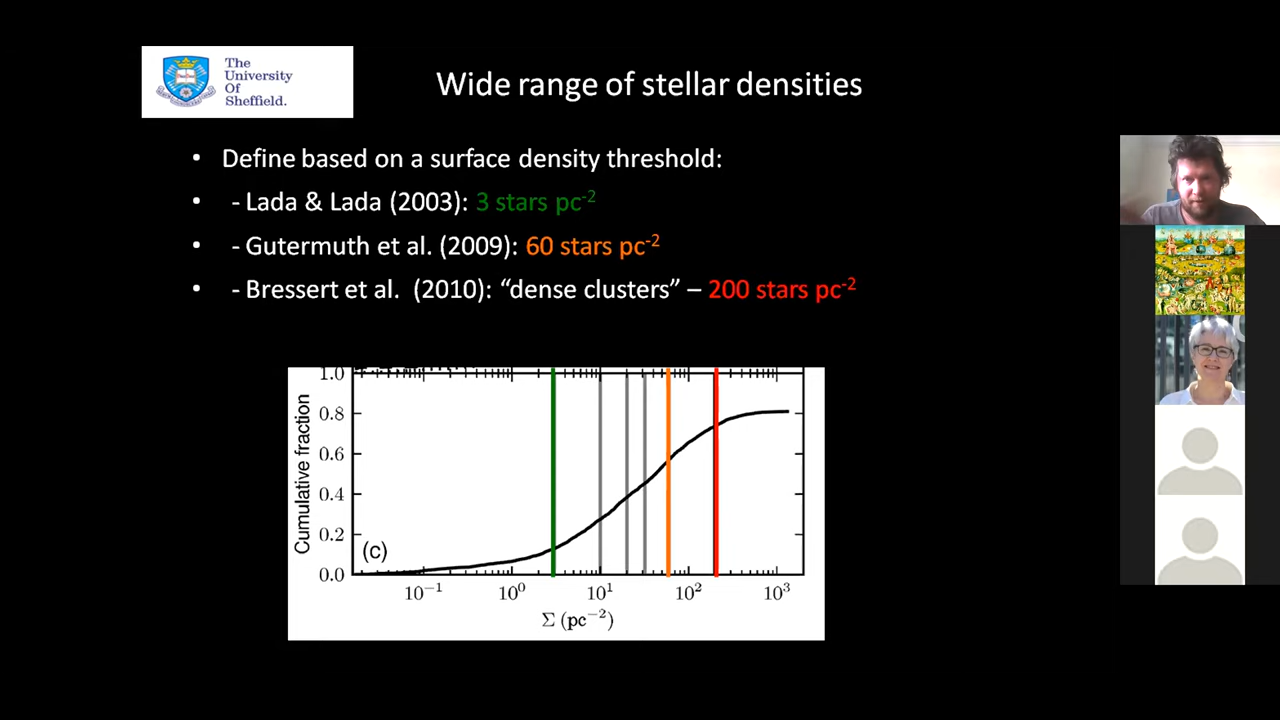 The
University
Of
Sheffield.
Wide range of stellar densities
• Define based on a surface density threshold:
• - Lada & Lada (2003): 3 stars pc⁻²
• - Gutermuth et al. (2009): 60 stars pc⁻²
• - Bressert et al. (2010): “dense clusters” – 200 stars pc⁻²
1.0
0.8
0.6
0.4
0.2
0.0
Cumulative fraction
(c)
10⁻¹ 10⁰ 10¹ 10² 10³
Σ (pc⁻²)